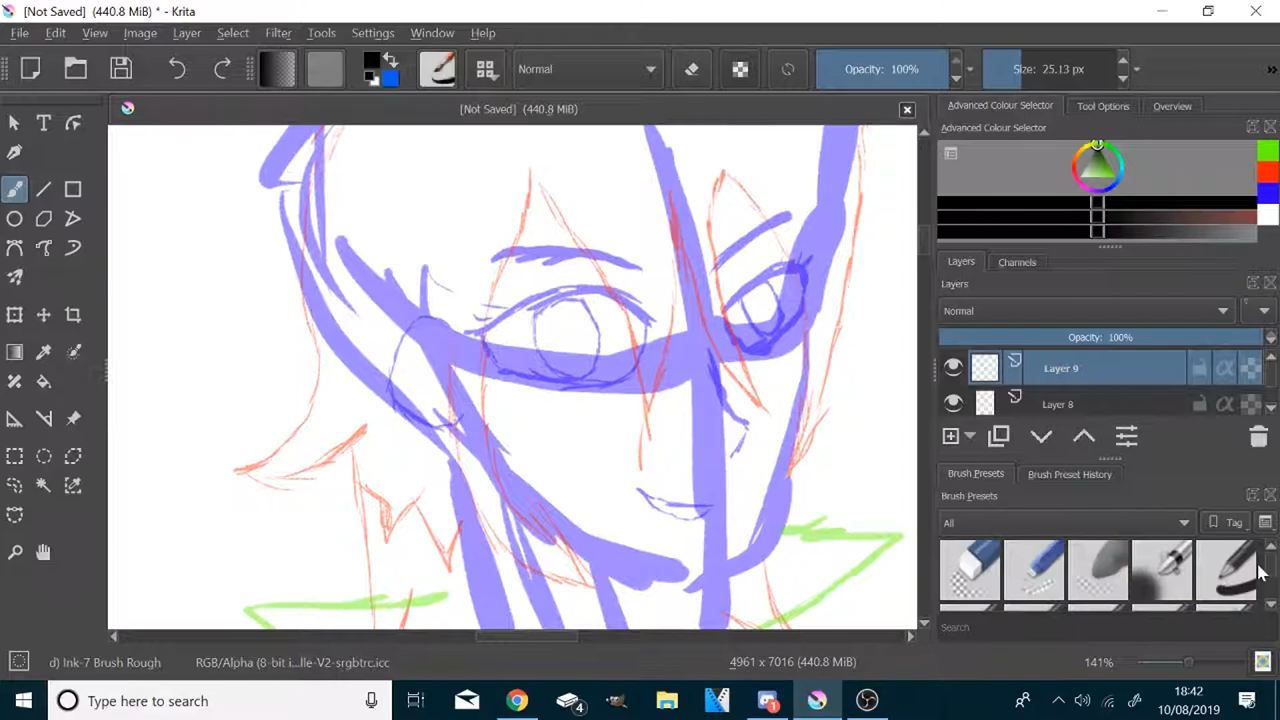 [Not Saved] (440.8 MiB) * - Krita
File Edit View Image Layer Select Filter Tools Settings Window Help
Normal Opacity: 100% Size: 25.13 px »
[Not Saved] (440.8 MiB)
Advanced Colour Selector Tool Options Overview
Advanced Colour Selector
Layers Channels
Layers
Normal
Opacity: 100%
Layer 9
Layer 8
Brush Presets Brush Preset History
Brush Presets
All Tag
Search
d) Ink-7 Brush Rough RGB/Alpha (8-bit i...lle-V2-srgbtrc.icc 4961 x 7016 (440.8 MiB) 141%
Type here to search 4 1 18:42
10/08/2019